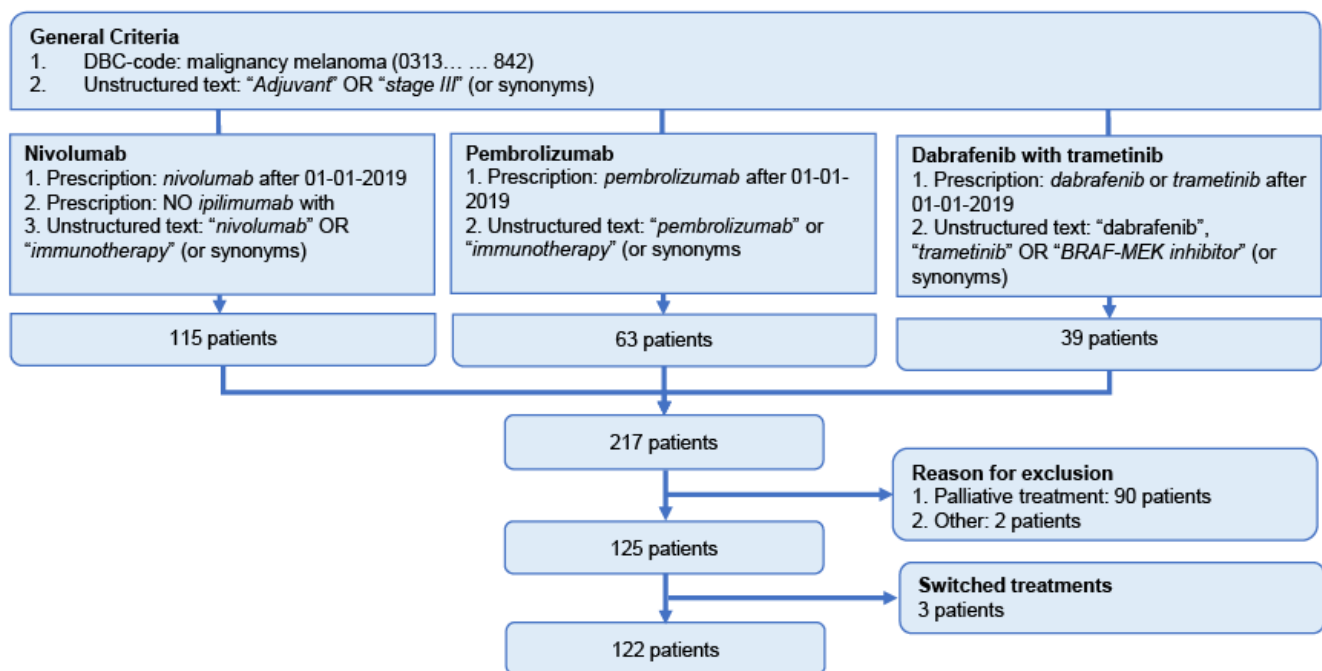 General Criteria
1. DBC-code: malignancy melanoma (0313… … 842)
2. Unstructured text: “Adjuvant” OR “stage III” (or synonyms)
Nivolumab
1. Prescription: nivolumab after 01-01-2019
2. Prescription: NO ipilimumab with
3. Unstructured text: “nivolumab” OR
“immunotherapy” (or synonyms)
Pembrolizumab
1. Prescription: pembrolizumab after 01-01-
2019
2. Unstructured text: “pembrolizumab” or
“immunotherapy” (or synonyms
Dabrafenib with trametinib
1. Prescription: dabrafenib or trametinib after
01-01-2019
2. Unstructured text: “dabrafenib”,
“trametinib” OR “BRAF-MEK inhibitor” (or
synonyms)
115 patients
63 patients
39 patients
217 patients
Reason for exclusion
1. Palliative treatment: 90 patients
2. Other: 2 patients
125 patients
Switched treatments
3 patients
122 patients